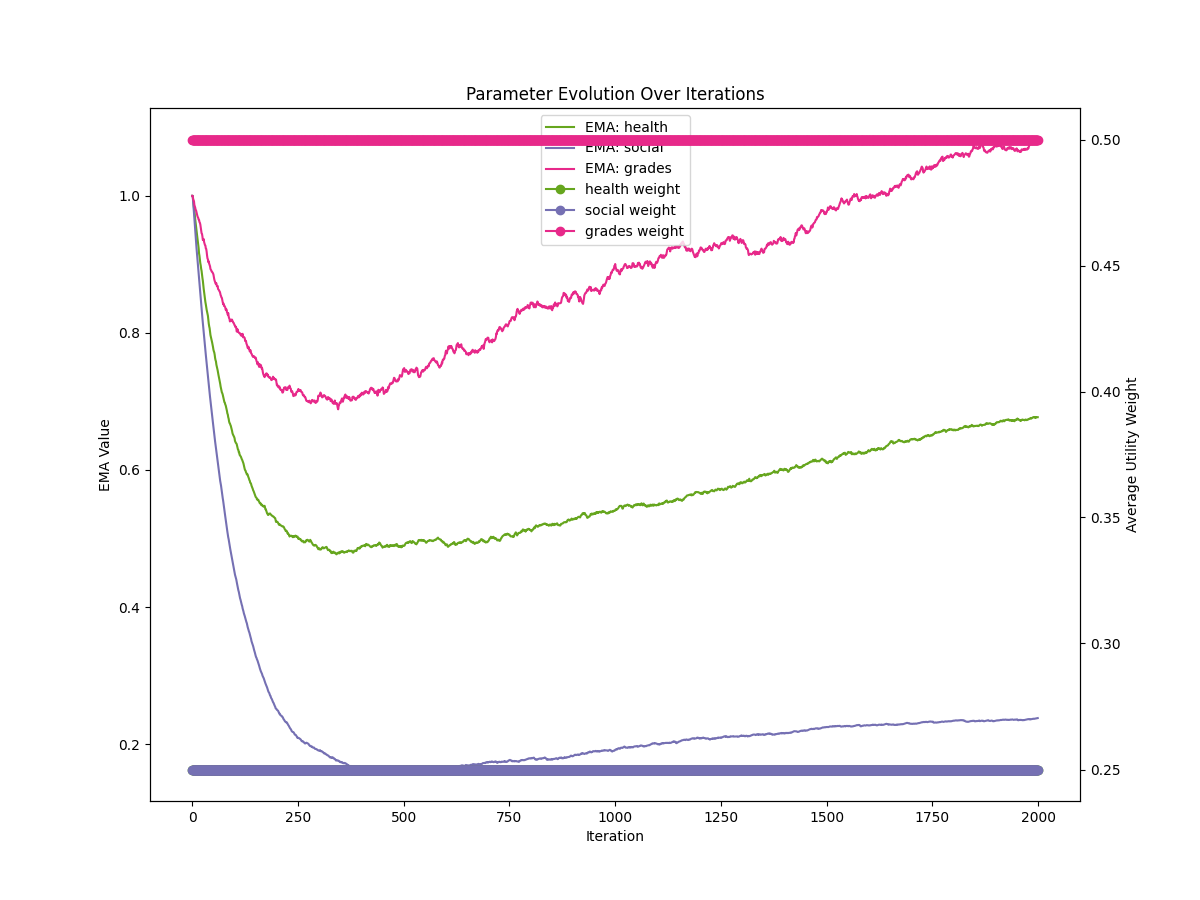 Parameter Evolution Over Iterations
EMA: health
EMA: social
EMA: grades
health weight
social weight
grades weight
EMA Value
1.0
0.8
0.6
0.4
0.2
0.50
0.45
0.40
0.35
0.30
0.25
Average Utility Weight
0 250 500 750 1000 1250 1500 1750 2000
Iteration